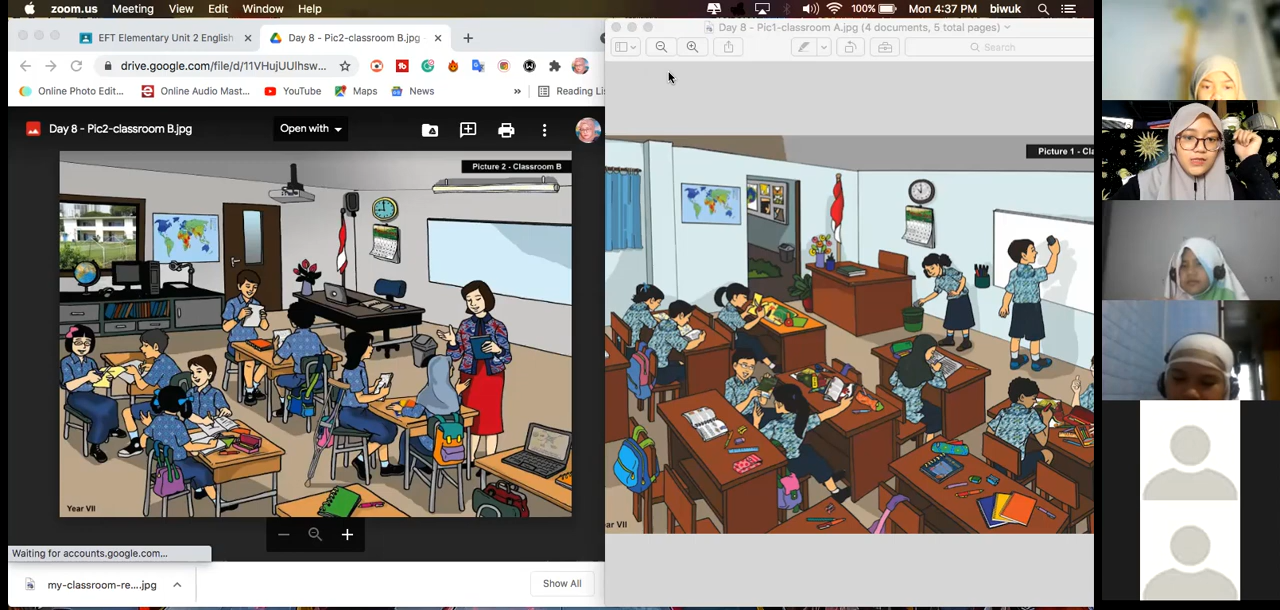 zoom.us Meeting View Edit Window Help
100% Mon 4:37 PM biwuk
EFT Elementary Unit 2 English
Day 8 - Pic2-classroom B.jpg
drive.google.com/file/d/11VHujUUlhsw...
Online Photo Edit... Online Audio Mast... YouTube Maps News » Reading Lis
Day 8 - Pic2-classroom B.jpg
Open with
Picture 2 - Classroom B
Year VII
Waiting for accounts.google.com...
my-classroom-re....jpg
Show All
Day 8 - Pic1-classroom A.jpg (4 documents, 5 total pages)
Search
Picture 1 - Cla
ar VII